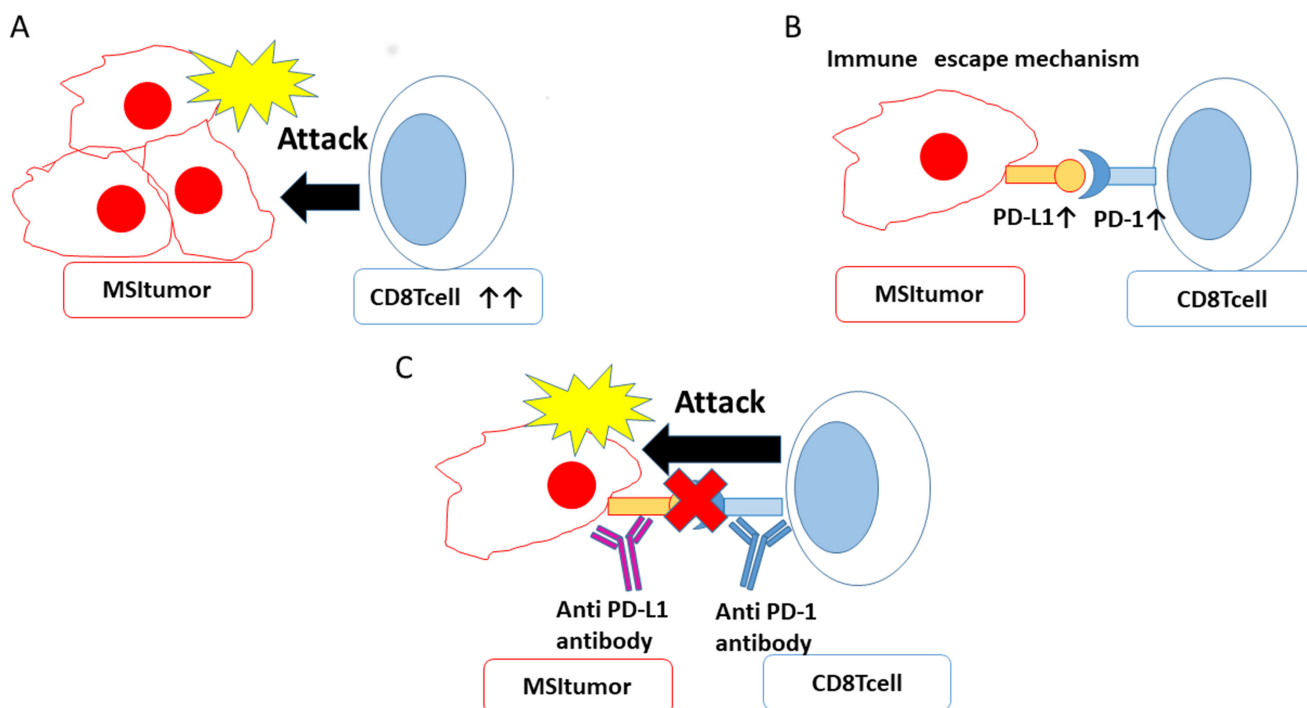 A
Attack
MSItumor
CD8Tcell ↑↑
B
Immune escape mechanism
PD-L1↑ PD-1↑
MSItumor
CD8Tcell
C
Attack
Anti PD-L1
antibody
Anti PD-1
antibody
MSItumor
CD8Tcell